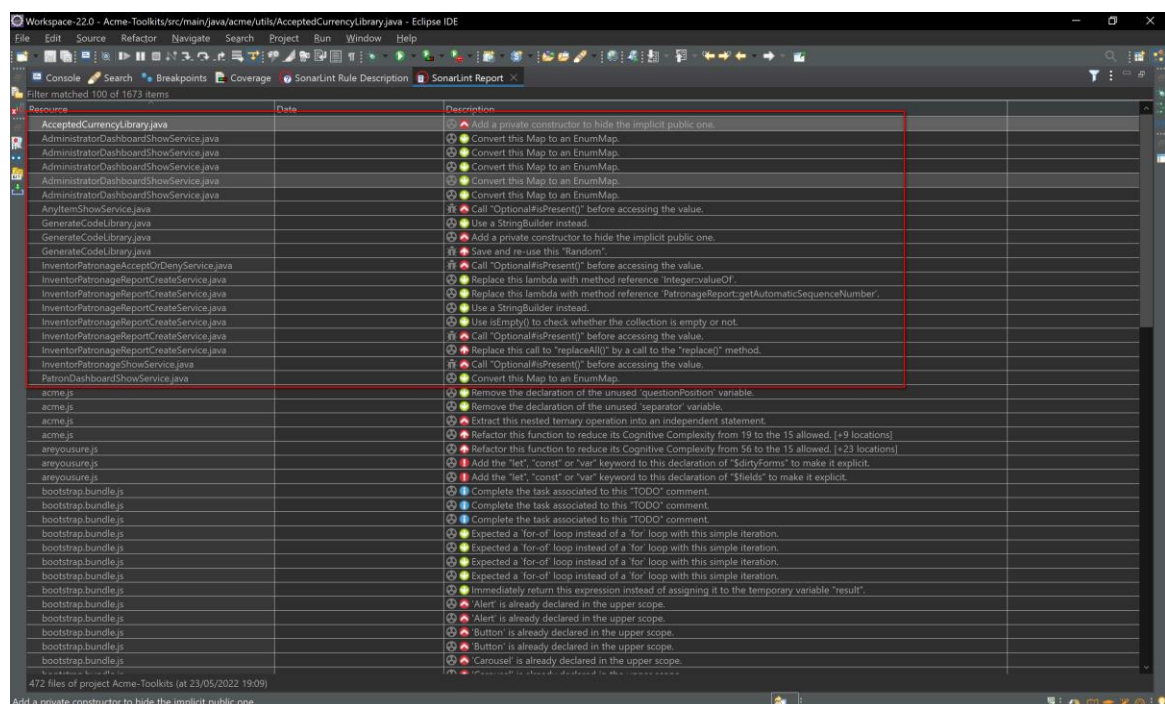 Workspace-22.0 - Acme-Toolkits/src/main/java/acme/utils/AcceptedCurrencyLibrary.java - Eclipse IDE
File Edit Source Refactor Navigate Search Project Run Window Help
Console Search Breakpoints Coverage SonarLint Rule Description SonarLint Report
Filter matched 100 of 1673 items
Resource Date Description
AcceptedCurrencyLibrary.java Add a private constructor to hide the implicit public one.
AdministratorDashboardShowService.java Convert this Map to an EnumMap.
AdministratorDashboardShowService.java Convert this Map to an EnumMap.
AdministratorDashboardShowService.java Convert this Map to an EnumMap.
AdministratorDashboardShowService.java Convert this Map to an EnumMap.
AdministratorDashboardShowService.java Convert this Map to an EnumMap.
AnyItemShowService.java Call "Optional#isPresent()" before accessing the value.
GenerateCodeLibrary.java Use a StringBuilder instead.
GenerateCodeLibrary.java Add a private constructor to hide the implicit public one.
GenerateCodeLibrary.java Save and re-use this "Random".
InventorPatronageAcceptOrDenyService.java Call "Optional#isPresent()" before accessing the value.
InventorPatronageReportCreateService.java Replace this lambda with method reference 'Integer::valueOf'.
InventorPatronageReportCreateService.java Replace this lambda with method reference 'PatronageReport::getAutomaticSequenceNumber'.
InventorPatronageReportCreateService.java Use a StringBuilder instead.
InventorPatronageReportCreateService.java Use isEmpty() to check whether the collection is empty or not.
InventorPatronageReportCreateService.java Call "Optional#isPresent()" before accessing the value.
InventorPatronageReportCreateService.java Replace this call to "replaceAll()" by a call to the "replace()" method.
InventorPatronageShowService.java Call "Optional#isPresent()" before accessing the value.
PatronDashboardShowService.java Convert this Map to an EnumMap.
acme.js Remove the declaration of the unused 'questionPosition' variable.
acme.js Remove the declaration of the unused 'separator' variable.
acme.js Extract this nested ternary operation into an independent statement.
acme.js Refactor this function to reduce its Cognitive Complexity from 19 to the 15 allowed. [+9 locations]
areyousure.js Refactor this function to reduce its Cognitive Complexity from 56 to the 15 allowed. [+23 locations]
areyousure.js Add the "let", "const" or "var" keyword to this declaration of "$dirtyForms" to make it explicit.
areyousure.js Add the "let", "const" or "var" keyword to this declaration of "$fields" to make it explicit.
bootstrap.bundle.js Complete the task associated to this "TODO" comment.
bootstrap.bundle.js Complete the task associated to this "TODO" comment.
bootstrap.bundle.js Complete the task associated to this "TODO" comment.
bootstrap.bundle.js Expected a `for-of` loop instead of a `for` loop with this simple iteration.
bootstrap.bundle.js Expected a `for-of` loop instead of a `for` loop with this simple iteration.
bootstrap.bundle.js Expected a `for-of` loop instead of a `for` loop with this simple iteration.
bootstrap.bundle.js Expected a `for-of` loop instead of a `for` loop with this simple iteration.
bootstrap.bundle.js Immediately return this expression instead of assigning it to the temporary variable "result".
bootstrap.bundle.js 'Alert' is already declared in the upper scope.
bootstrap.bundle.js 'Alert' is already declared in the upper scope.
bootstrap.bundle.js 'Button' is already declared in the upper scope.
bootstrap.bundle.js 'Button' is already declared in the upper scope.
bootstrap.bundle.js 'Carousel' is already declared in the upper scope.
472 files of project Acme-Toolkits (at 23/05/2022 19:09)
Add a private constructor to hide the implicit public one.